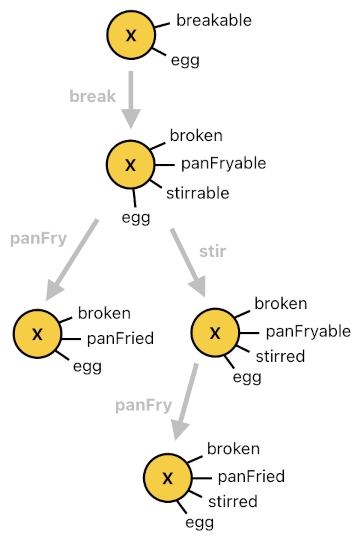 X
breakable
egg
break
X
broken
panFryable
stirrable
egg
panFry
stir
X
broken
panFried
egg
X
broken
panFryable
stirred
egg
panFry
X
broken
panFried
stirred
egg